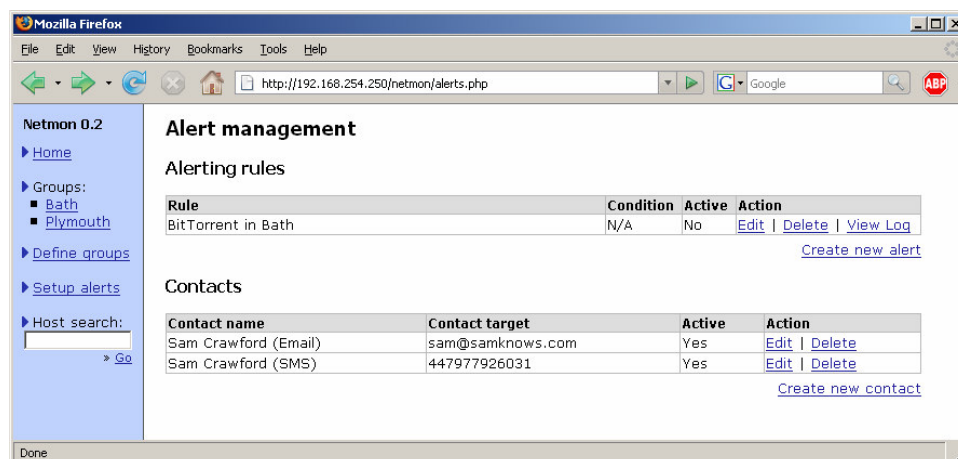 Mozilla Firefox
File Edit View History Bookmarks Tools Help
http://192.168.254.250/netmon/alerts.php
G Google
ABP
Netmon 0.2
Home
Groups:
Bath
Plymouth
Define groups
Setup alerts
Host search:
» Go
Alert management
Alerting rules
Rule Condition Active Action
BitTorrent in Bath N/A No Edit | Delete | View Log
Create new alert
Contacts
Contact name Contact target Active Action
Sam Crawford (Email) sam@samknows.com Yes Edit | Delete
Sam Crawford (SMS) 447977926031 Yes Edit | Delete
Create new contact
Done